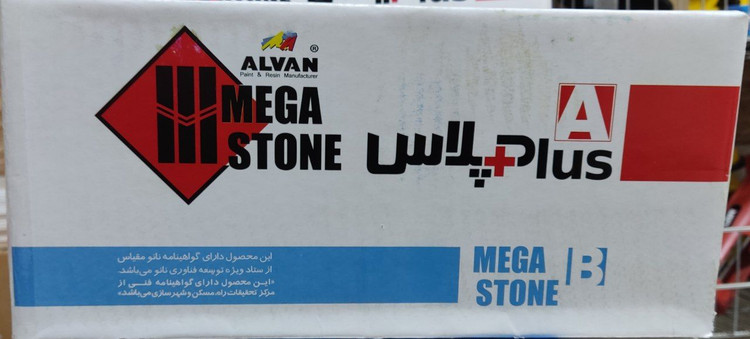 ALVAN ®
Paint & Resin Manufacturer
MEGA
STONE
پلاس Plus A
این محصول دارای گواهینامه نانو مقیاس
از ستاد ویژه توسعه فناوری نانو می‌باشد.
«این محصول دارای گواهینامه فنی از
مرکز تحقیقات راه، مسکن و شهرسازی می‌باشد»
MEGA
STONE B